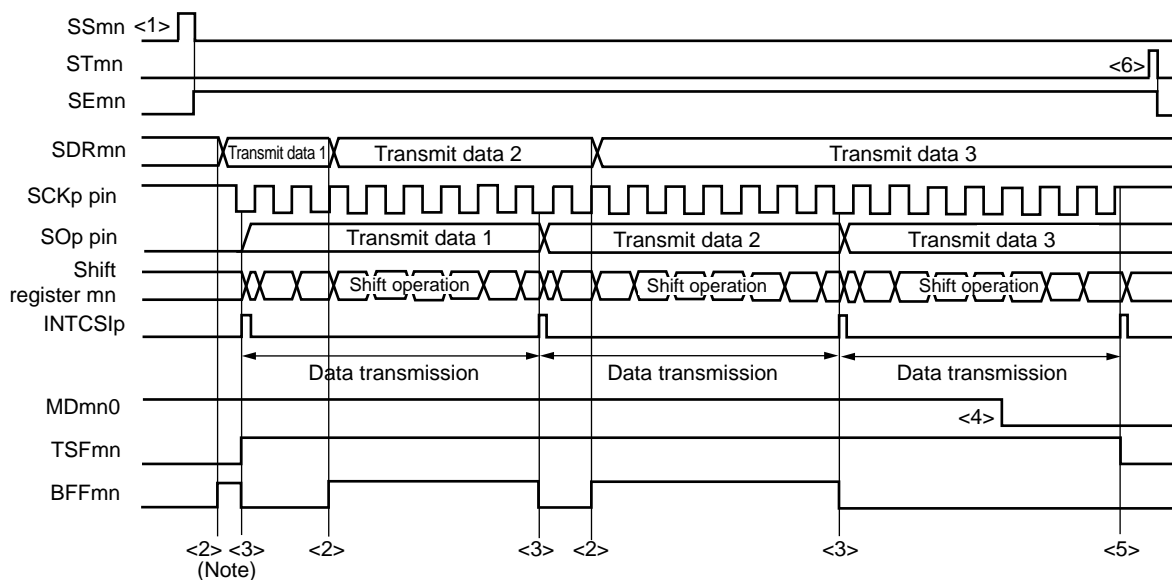 SSmn <1>
STmn <6>
SEmn
SDRmn Transmit data 1 Transmit data 2 Transmit data 3
SCKp pin
SOp pin Transmit data 1 Transmit data 2 Transmit data 3
Shift
register mn Shift operation Shift operation Shift operation
INTCSIp
Data transmission Data transmission Data transmission
MDmn0 <4>
TSFmn
BFFmn
<2> <3> <2> <3> <2> <3> <5>
(Note)